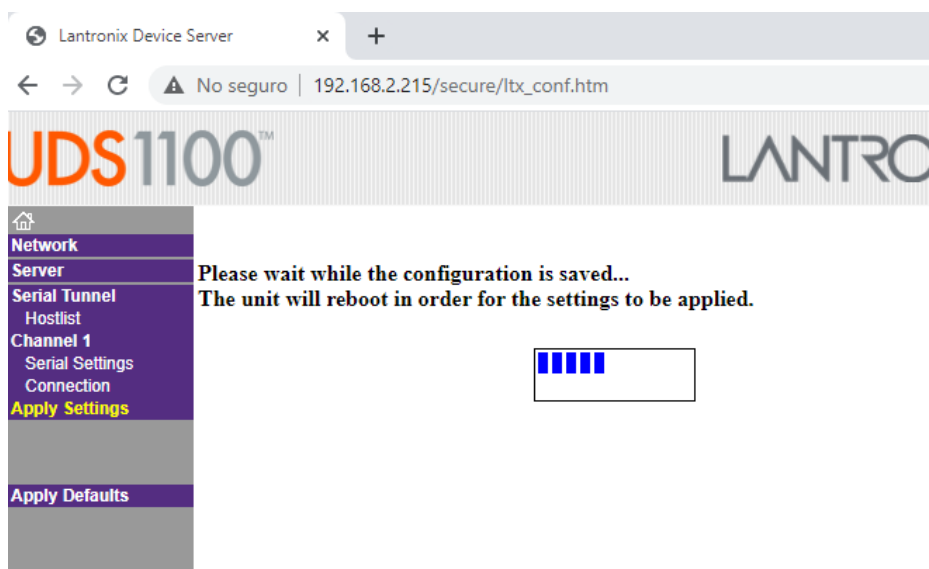 Lantronix Device Server
No seguro | 192.168.2.215/secure/ltx_conf.htm
UDS1100™
LANTRO
Network
Server
Serial Tunnel
Hostlist
Channel 1
Serial Settings
Connection
Apply Settings
Apply Defaults
Please wait while the configuration is saved...
The unit will reboot in order for the settings to be applied.